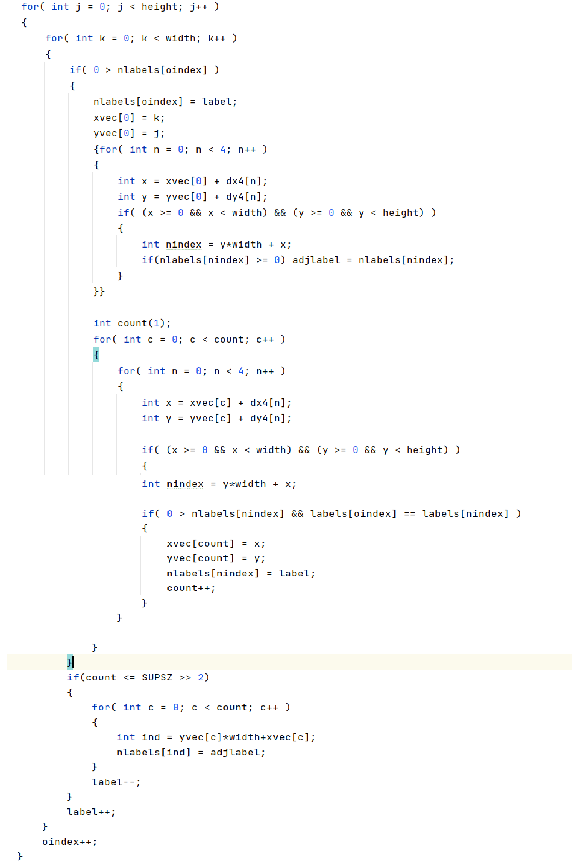 for( int j = 0; j < height; j++ )
{
for( int k = 0; k < width; k++ )
{
if( 0 > nlabels[oindex] )
{
nlabels[oindex] = label;
xvec[0] = k;
yvec[0] = j;
{for( int n = 0; n < 4; n++ )
{
int x = xvec[0] + dx4[n];
int y = yvec[0] + dy4[n];
if( (x >= 0 && x < width) && (y >= 0 && y < height) )
{
int nindex = y*width + x;
if(nlabels[nindex] >= 0) adjlabel = nlabels[nindex];
}
}}
int count(1);
for( int c = 0; c < count; c++ )
{
for( int n = 0; n < 4; n++ )
{
int x = xvec[c] + dx4[n];
int y = yvec[c] + dy4[n];
if( (x >= 0 && x < width) && (y >= 0 && y < height) )
{
int nindex = y*width + x;
if( 0 > nlabels[nindex] && labels[oindex] == labels[nindex] )
{
xvec[count] = x;
yvec[count] = y;
nlabels[nindex] = label;
count++;
}
}
}
}
if(count <= SUPSZ >> 2)
{
for( int c = 0; c < count; c++ )
{
int ind = yvec[c]*width+xvec[c];
nlabels[ind] = adjlabel;
}
label--;
}
label++;
}
oindex++;
}